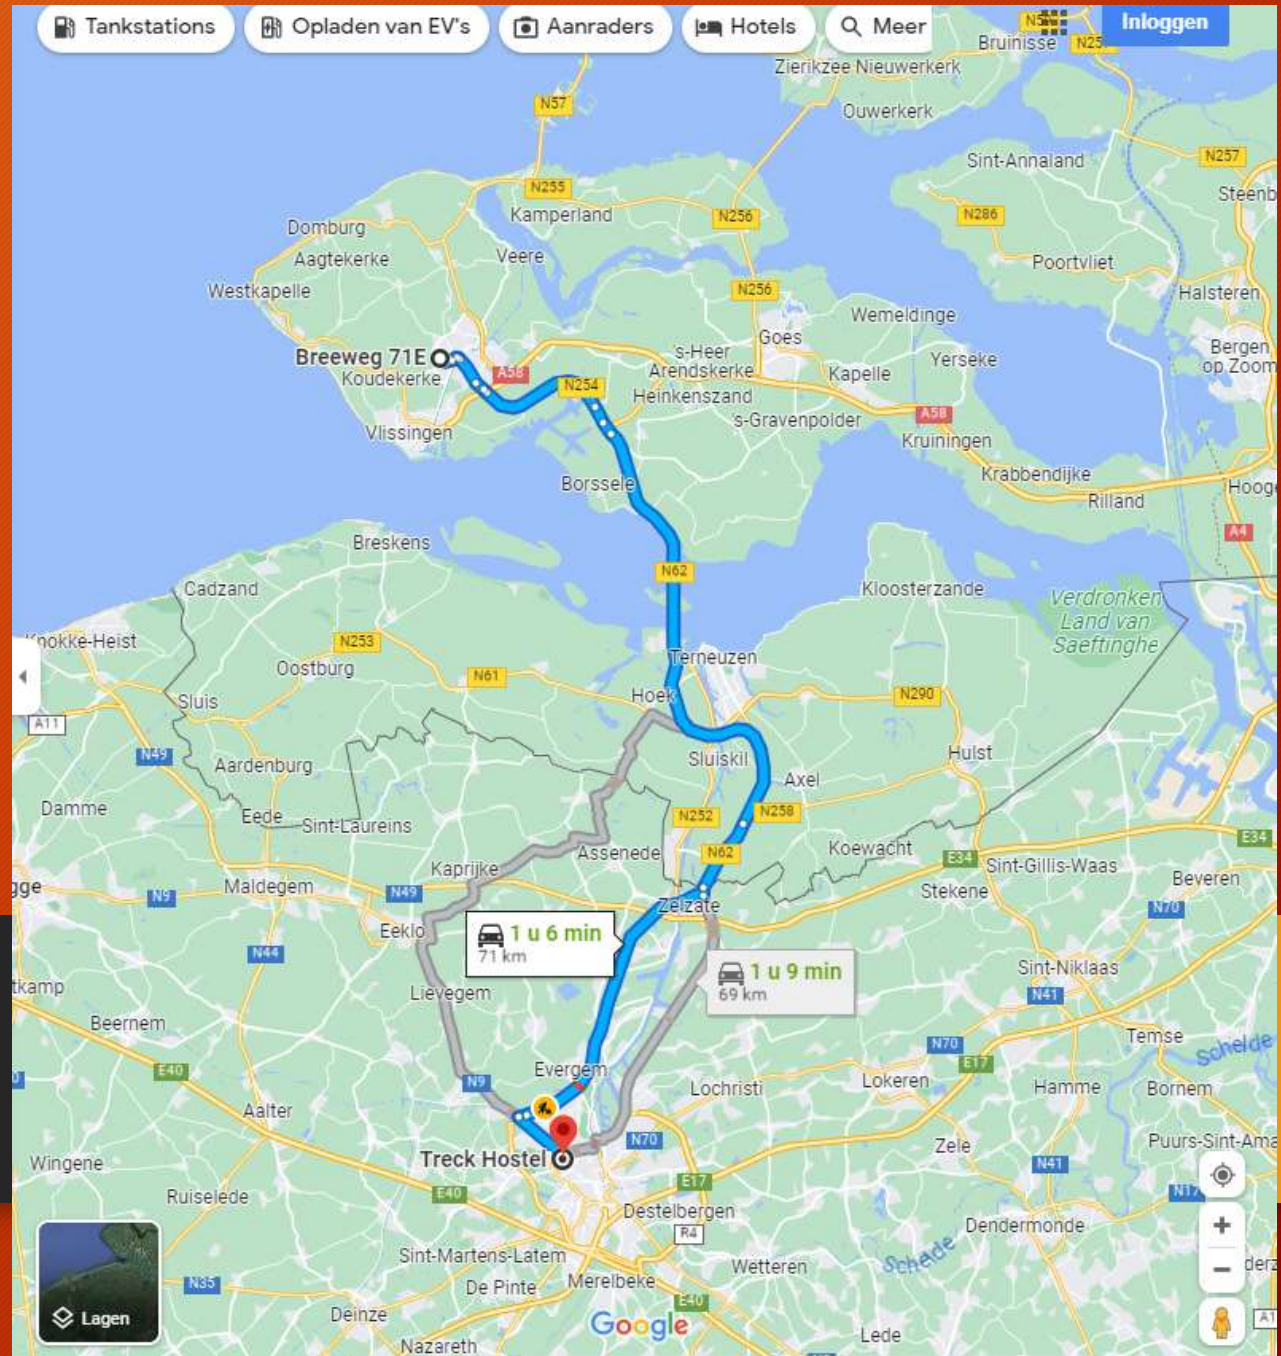 Tankstations
Opladen van EV's
Aanraders
Hotels
Meer
Inloggen
Bruinisse
Zierikzee Nieuwerkerk
N57
Ouwerkerk
Sint-Annaland
N257
N255
Kamperland
N256
N286
Domburg
Aagtekerke
Veere
Poortvliet
Westkapelle
N256
Halsteren
Wemeldinge
Goes
Breeweg 71E
's-Heer
Arendskerke
Yerseke
Bergen
op Zoom
Koudekerke
A58
N254
Kapelle
Heinkenszand
Vlissingen
's-Gravenpolder
A58
Kruiningen
Borssele
Krabbendijke
Rilland
Breskens
A4
N62
Cadzand
Kloosterzande
Verdronken
Land van
Saeftinghe
Knokke-Heist
N253
Oostburg
N61
Terneuzen
Hoek
N290
Sluis
A11
N49
Aardenburg
Sluiskil
Axel
Hulst
Damme
Eede
Sint-Laureins
N252
N258
Assenede
N62
Koewacht
E34
E34
Kaprijke
Sint-Gillis-Waas
Maldegem
N9
N49
Stekene
Beveren
Zelzate
N70
Eeklo
1 u 6 min
71 km
N44
1 u 9 min
69 km
Sint-Niklaas
N41
Lievegem
Beernem
Temse
Schelde
N70
E17
E40
Evergem
N9
Lochristi
Lokeren
Hamme
Bornem
Aalter
N70
Zele
Treck Hostel
Wingene
N41
N17
E40
E17
Ruiselede
Destelbergen
R4
Dendermonde
Sint-Martens-Latem
Wetteren
De Pinte
Merelbeke
N35
E40
Lagen
Deinze
Google
Lede
Nazareth